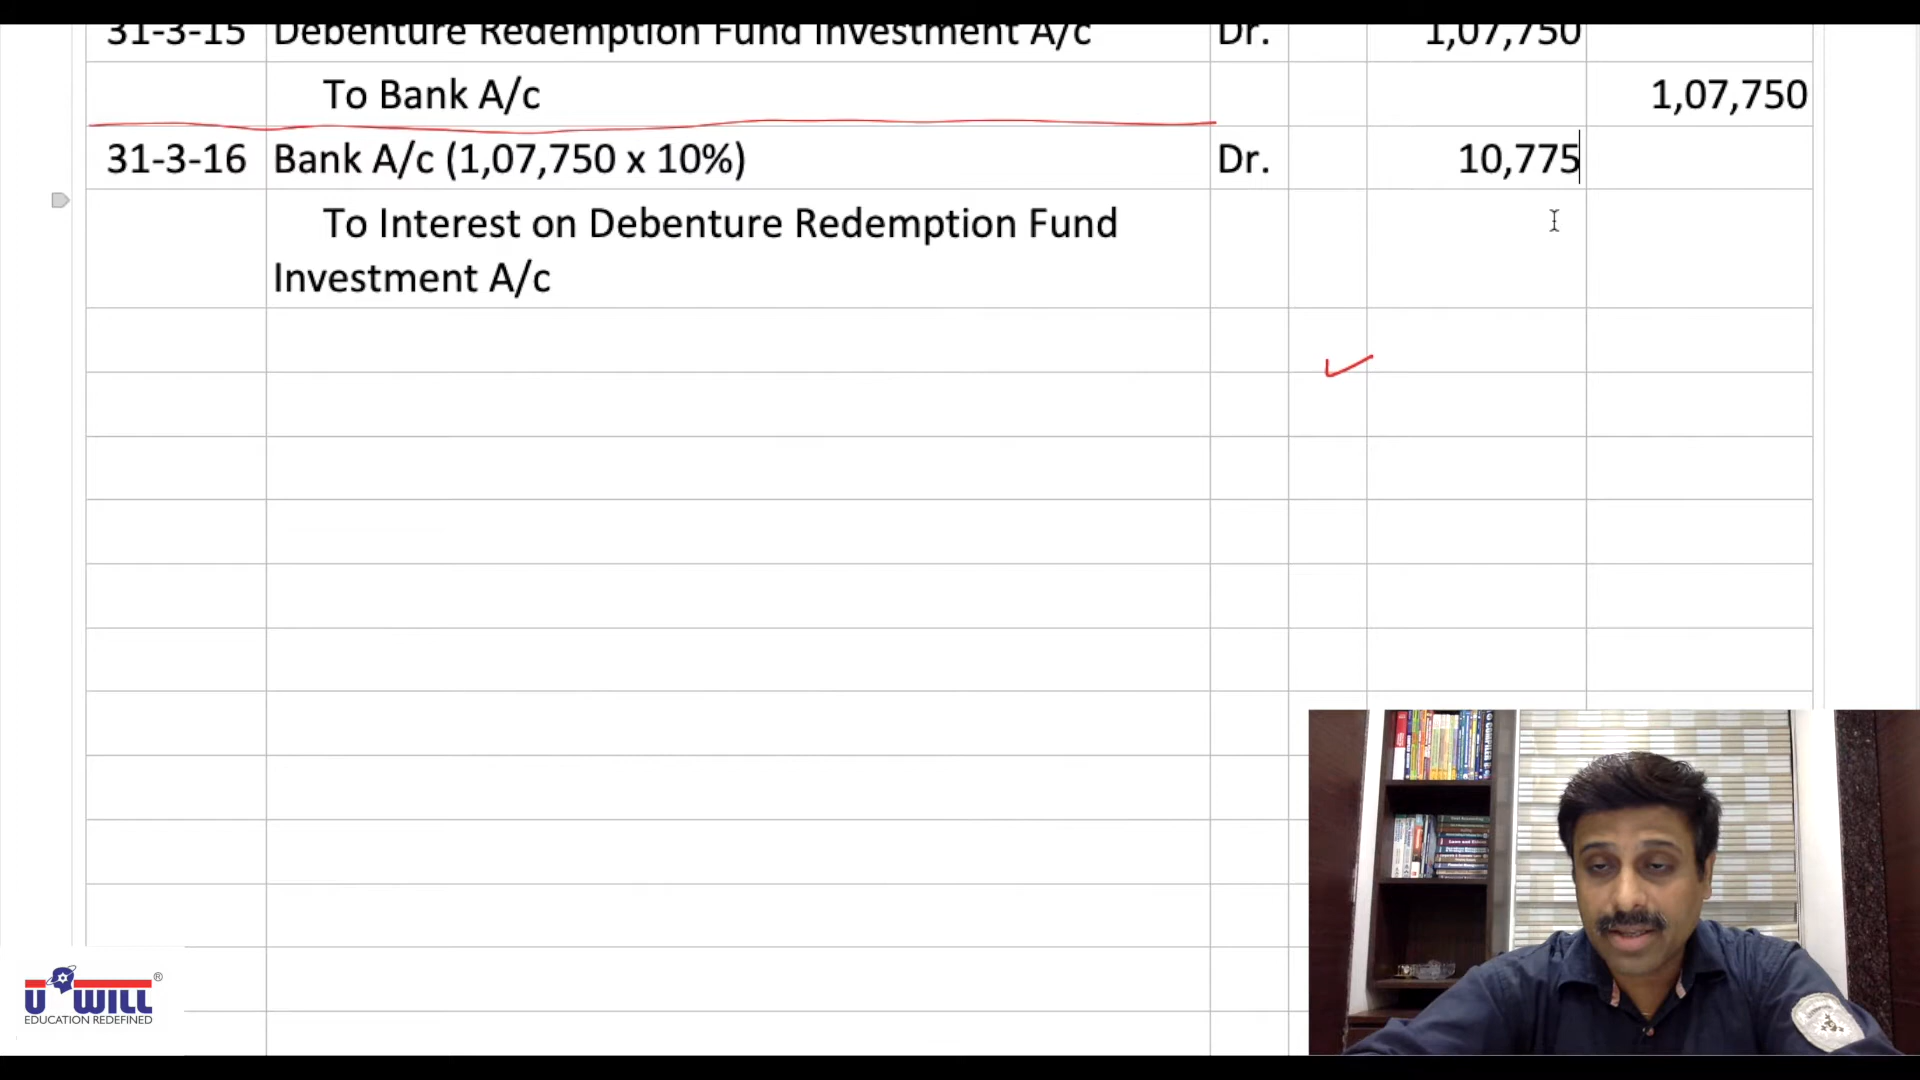 31-3-15 Debenture Redemption Fund Investment A/c Dr. 1,07,750
To Bank A/c 1,07,750
31-3-16 Bank A/c (1,07,750 x 10%) Dr. 10,775
To Interest on Debenture Redemption Fund
Investment A/c
U WILL ®
EDUCATION REDEFINED